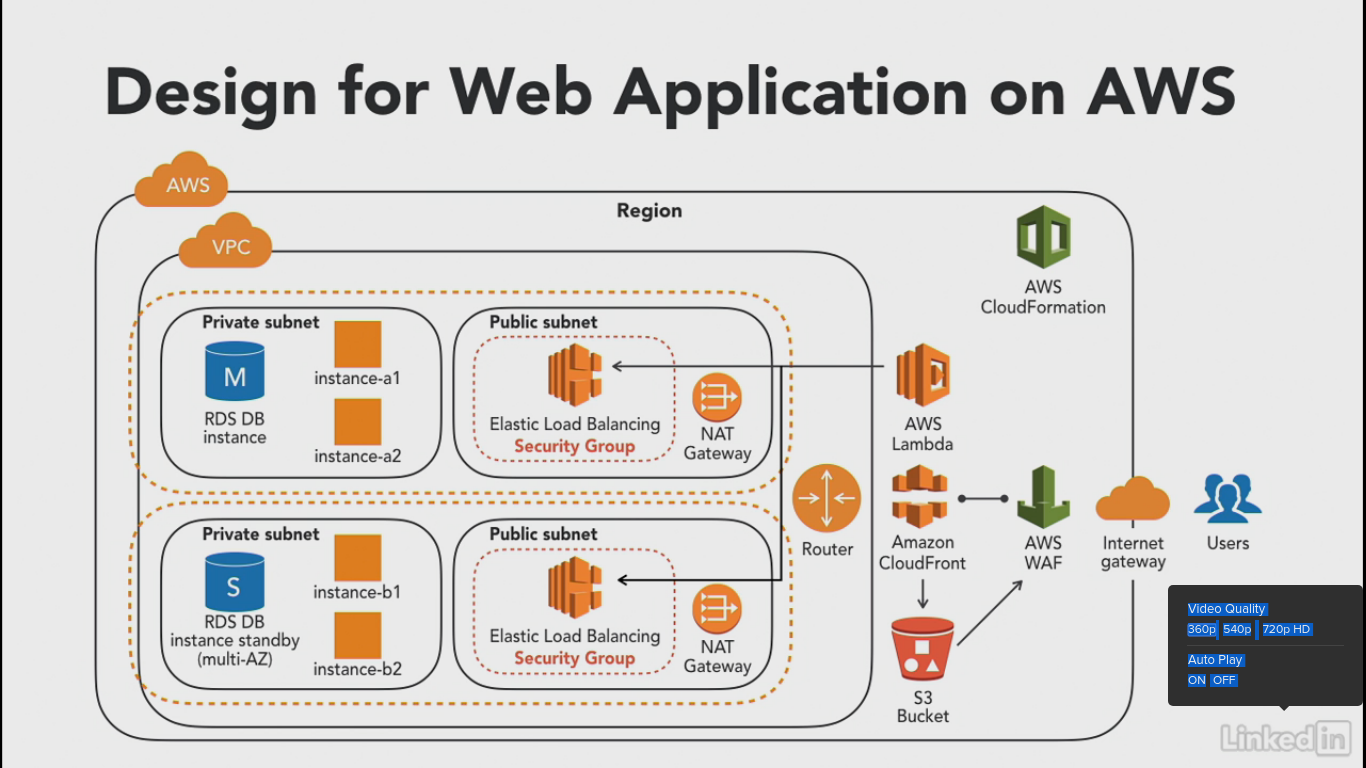 Design for Web Application on AWS
AWS
Region
VPC
AWS
CloudFormation
Private subnet
M
RDS DB
instance
instance-a1
instance-a2
Public subnet
Elastic Load Balancing
Security Group
NAT
Gateway
AWS
Lambda
Private subnet
S
RDS DB
instance standby
(multi-AZ)
instance-b1
instance-b2
Public subnet
Elastic Load Balancing
Security Group
NAT
Gateway
Router
Amazon
CloudFront
AWS
WAF
Internet
gateway
Users
S3
Bucket
Video Quality
360p 540p 720p HD
Auto Play
ON OFF
Linked in